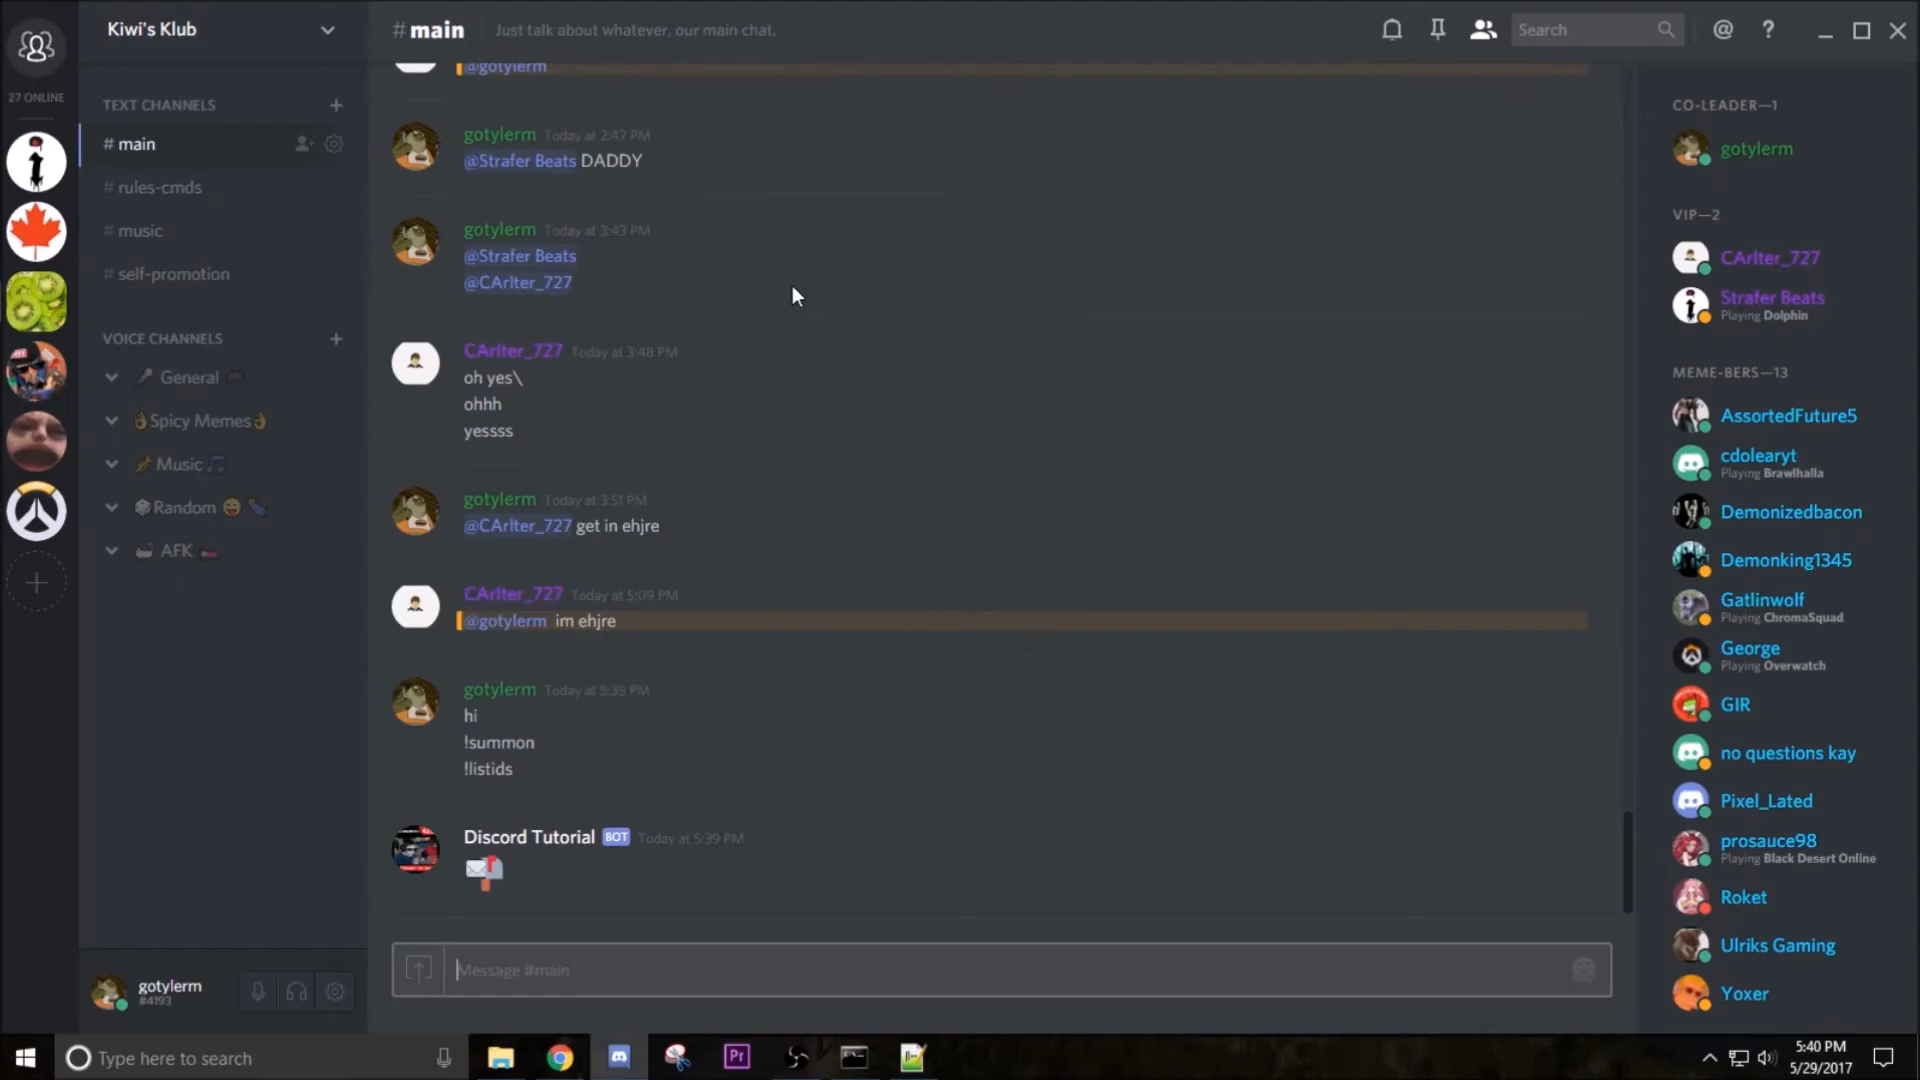 Kiwi's Klub
27 ONLINE
TEXT CHANNELS
# main
# rules-cmds
# music
# self-promotion
VOICE CHANNELS
General
Spicy Memes
Music
Random
AFK
gotylerm
#4193
#main
Just talk about whatever, our main chat.
Search
@gotylerm
gotylerm Today at 2:47 PM
@Strafer Beats DADDY
gotylerm Today at 3:43 PM
@Strafer Beats
@CArlter_727
CArlter_727 Today at 3:48 PM
oh yes\
ohhh
yessss
gotylerm Today at 3:51 PM
@CArlter_727 get in ehjre
CArlter_727 Today at 5:09 PM
@gotylerm im ehjre
gotylerm Today at 5:39 PM
hi
!summon
!listids
Discord Tutorial BOT Today at 5:39 PM
Message #main
CO-LEADER—1
gotylerm
VIP—2
CArlter_727
Strafer Beats
Playing Dolphin
MEME-BERS—13
AssortedFuture5
cdolearyt
Playing Brawlhalla
Demonizedbacon
Demonking1345
Gatlinwolf
Playing ChromaSquad
George
Playing Overwatch
GIR
no questions kay
Pixel_Lated
prosauce98
Playing Black Desert Online
Roket
Ulriks Gaming
Yoxer
Type here to search
Pr
5:40 PM
5/29/2017